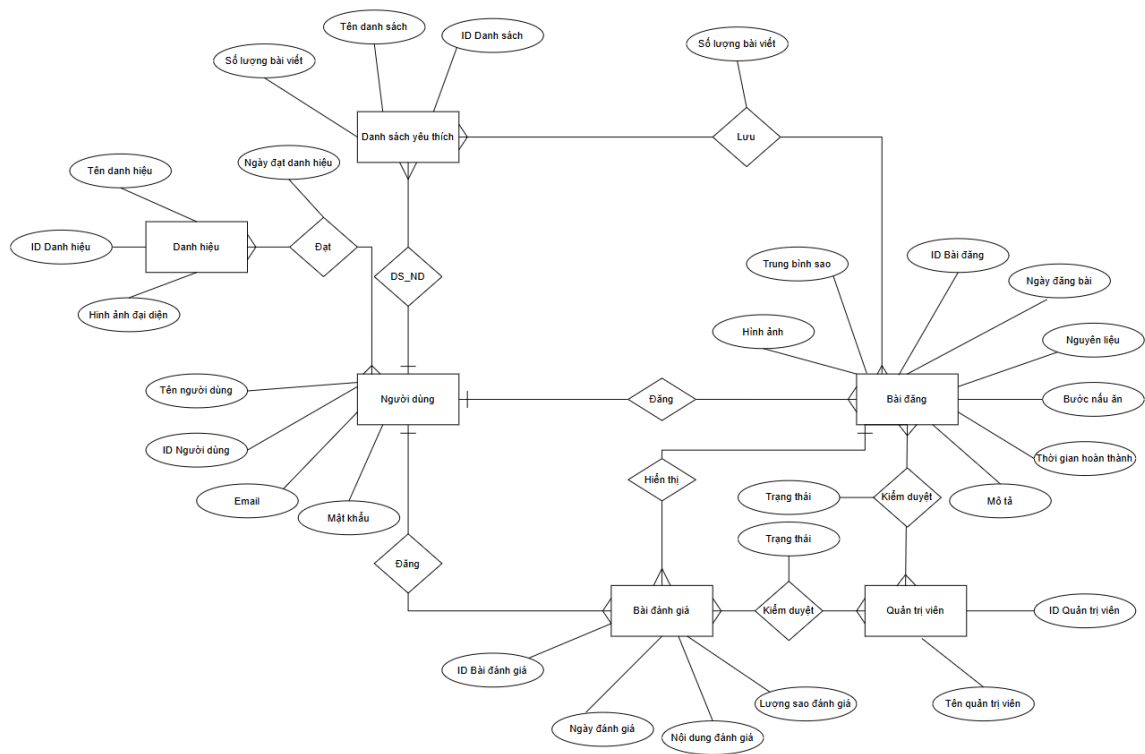 Tên danh sách
ID Danh sách
Số lượng bài viết
Số lượng bài viết
Danh sách yêu thích
Lưu
Tên danh hiệu
Ngày đạt danh hiệu
ID Danh hiệu
Danh hiệu
Đạt
DS_ND
Hình ảnh đại diện
Trung bình sao
ID Bài đăng
Ngày đăng bài
Hình ảnh
Nguyên liệu
Tên người dùng
Người dùng
Đăng
Bài đăng
Bước nấu ăn
ID Người dùng
Thời gian hoàn thành
Email
Mật khẩu
Hiển thị
Trạng thái
Kiểm duyệt
Mô tả
Trạng thái
Đăng
Bài đánh giá
Kiểm duyệt
Quản trị viên
ID Quản trị viên
ID Bài đánh giá
Ngày đánh giá
Nội dung đánh giá
Lượng sao đánh giá
Tên quản trị viên